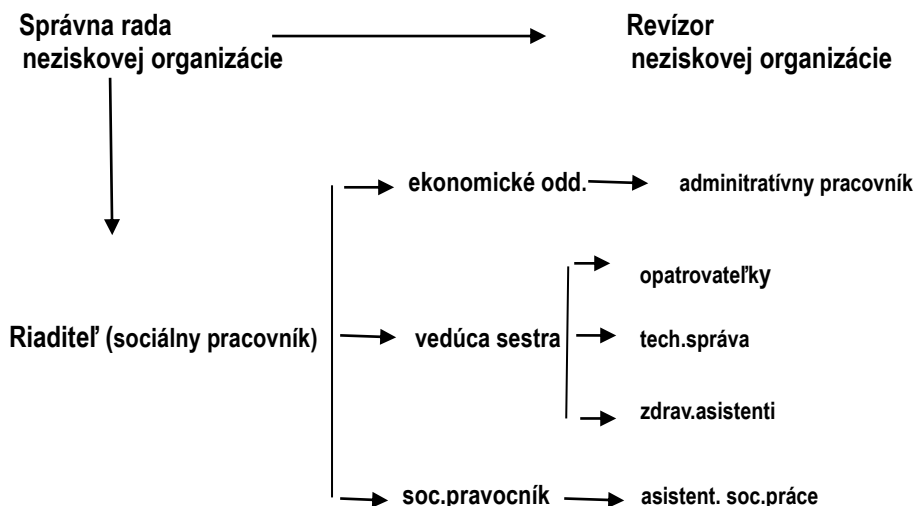 Správna rada
neziskovej organizácie
Revízor
neziskovej organizácie
ekonomické odd.
adminitratívny pracovník
opatrovateľky
Riaditeľ (sociálny pracovník)
vedúca sestra
tech.správa
zdrav.asistenti
soc.pravocník
asistent. soc.práce